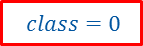 class = 0